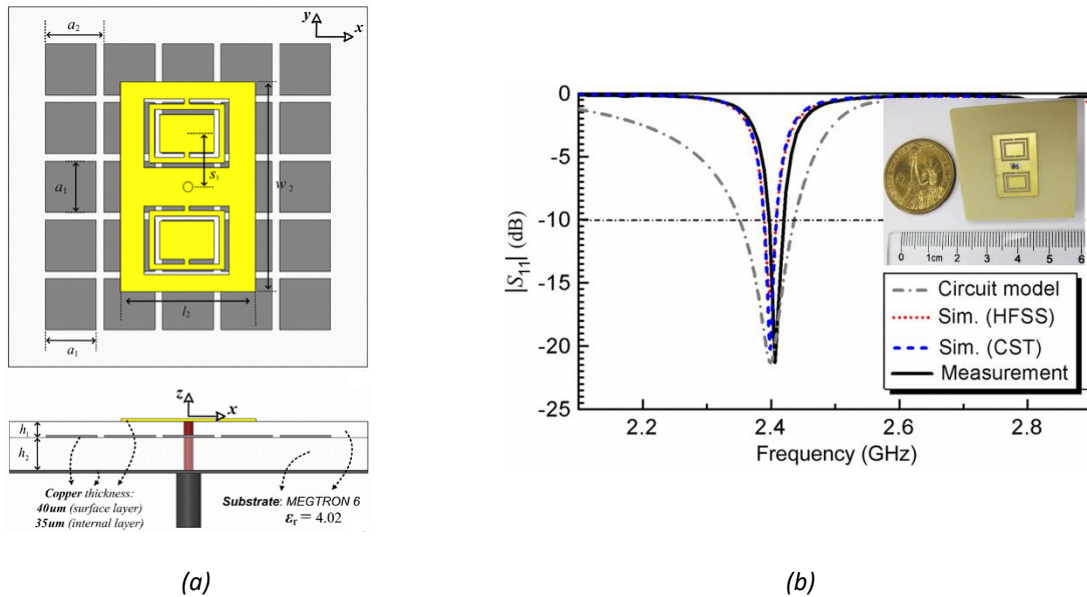 y
x
a₂
a₁
s₁
w₂
l₂
a₁
z
x
h₁
h₂
Copper thickness:
40um (surface layer)
35um (internal layer)
Substrate: MEGTRON 6
εr = 4.02
(a)
0
-5
-10
-15
-20
-25
|S₁₁| (dB)
2.2 2.4 2.6 2.8
Frequency (GHz)
0 1cm 2 3 4 5 6
Circuit model
Sim. (HFSS)
Sim. (CST)
Measurement
(b)